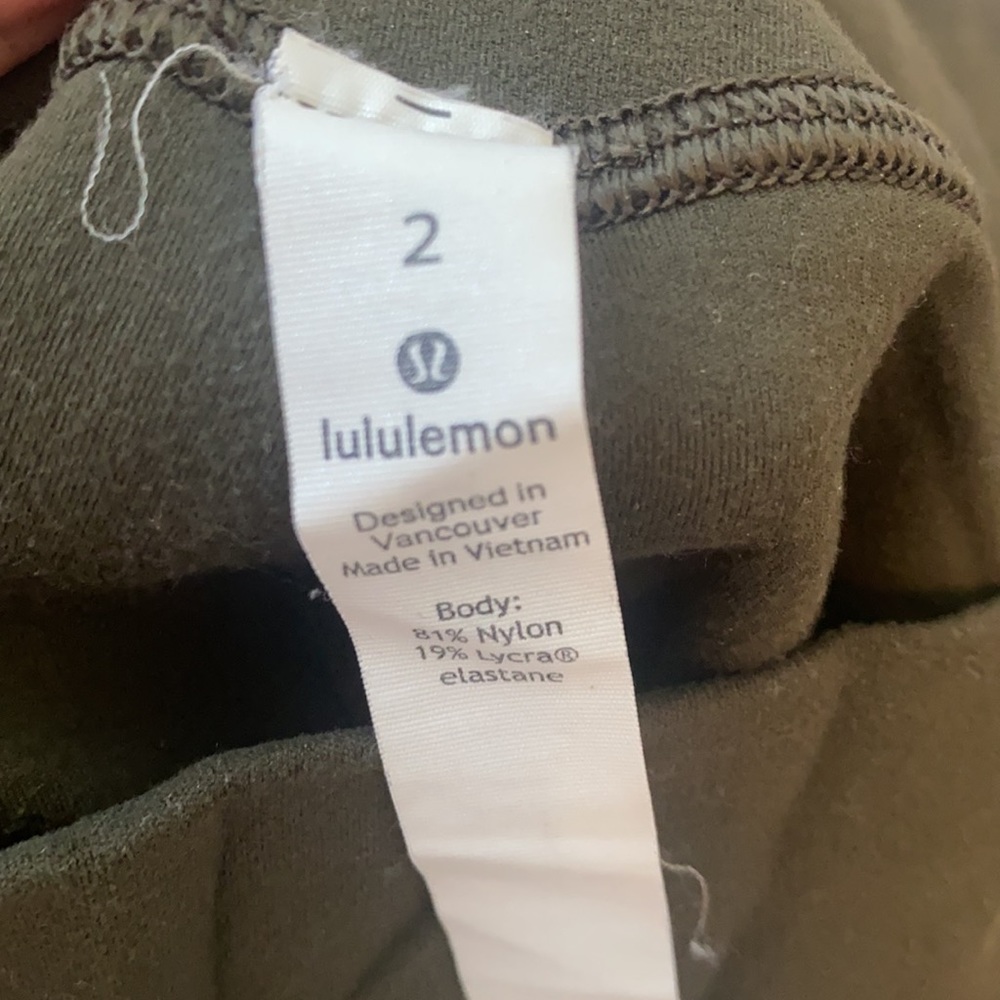 2
lululemon
Designed in
Vancouver
Made in Vietnam
Body:
81% Nylon
19% Lycra®
elastane